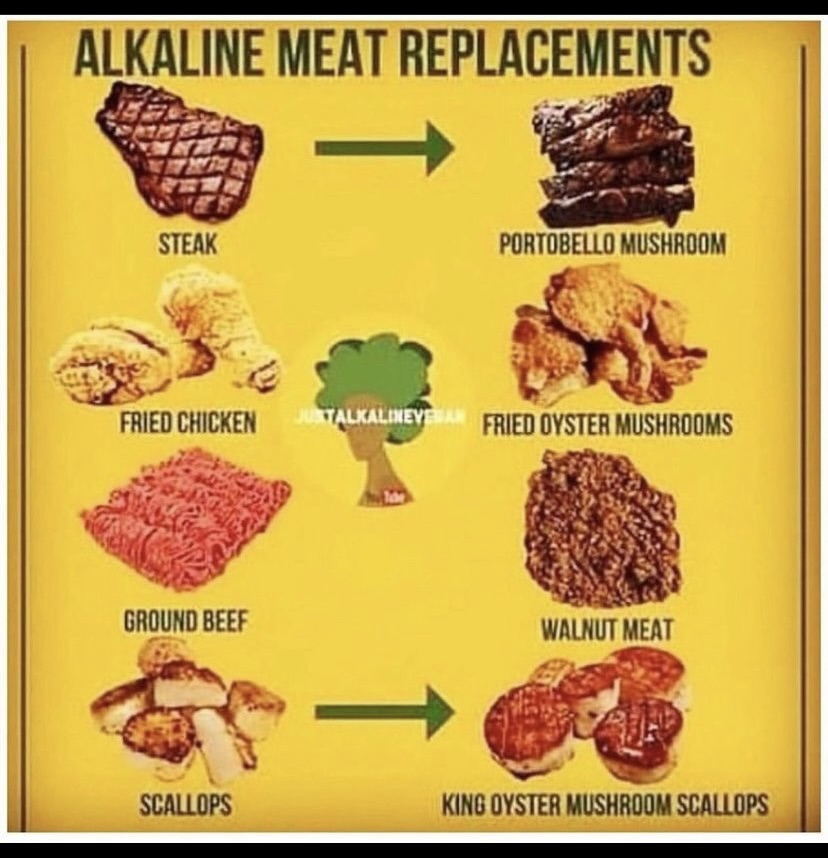 ALKALINE MEAT REPLACEMENTS
STEAK
PORTOBELLO MUSHROOM
FRIED CHICKEN
JUSTALKALINEVEGAN
FRIED OYSTER MUSHROOMS
Tube
GROUND BEEF
WALNUT MEAT
SCALLOPS
KING OYSTER MUSHROOM SCALLOPS